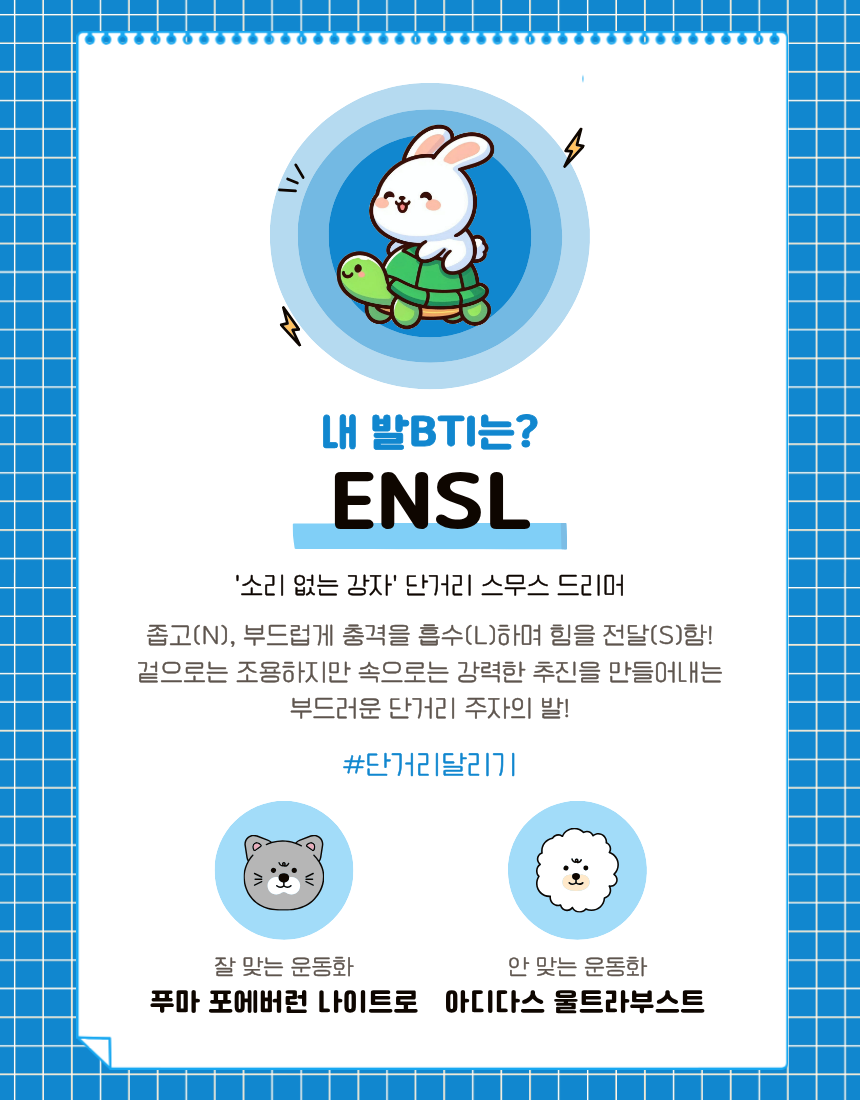 내 발BTI는?
ENSL
'소리 없는 강자' 단거리 스무스 드리머
좁고(N), 부드럽게 충격을 흡수(L)하며 힘을 전달(S)함!
겉으로는 조용하지만 속으로는 강력한 추진을 만들어내는
부드러운 단거리 주자의 발!
#단거리달리기
잘 맞는 운동화
푸마 포에버런 나이트로
안 맞는 운동화
아디다스 울트라부스트